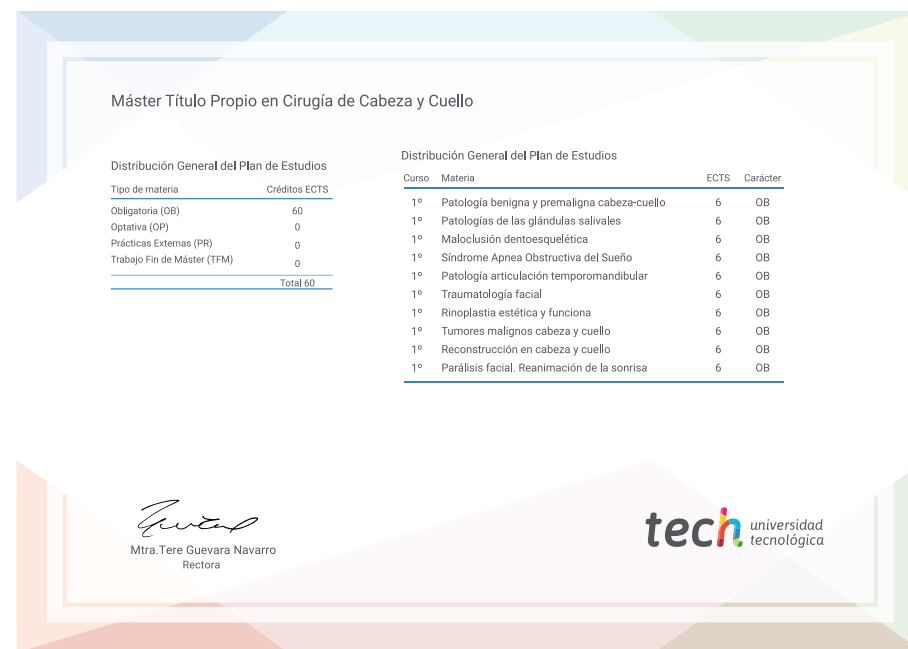 Máster Título Propio en Cirugía de Cabeza y Cuello
Distribución General del Plan de Estudios
Tipo de materia Créditos ECTS
Obligatoria (OB) 60
Optativa (OP) 0
Prácticas Externas (PR) 0
Trabajo Fin de Máster (TFM) 0
Total 60
Distribución General del Plan de Estudios
Curso Materia ECTS Carácter
1º Patología benigna y premaligna cabeza-cuello 6 OB
1º Patologías de las glándulas salivales 6 OB
1º Maloclusión dentoesquelética 6 OB
1º Síndrome Apnea Obstructiva del Sueño 6 OB
1º Patología articulación temporomandibular 6 OB
1º Traumatología facial 6 OB
1º Rinoplastia estética y funciona 6 OB
1º Tumores malignos cabeza y cuello 6 OB
1º Reconstrucción en cabeza y cuello 6 OB
1º Parálisis facial. Reanimación de la sonrisa 6 OB
Mtra.Tere Guevara Navarro
Rectora
tech universidad
tecnológica